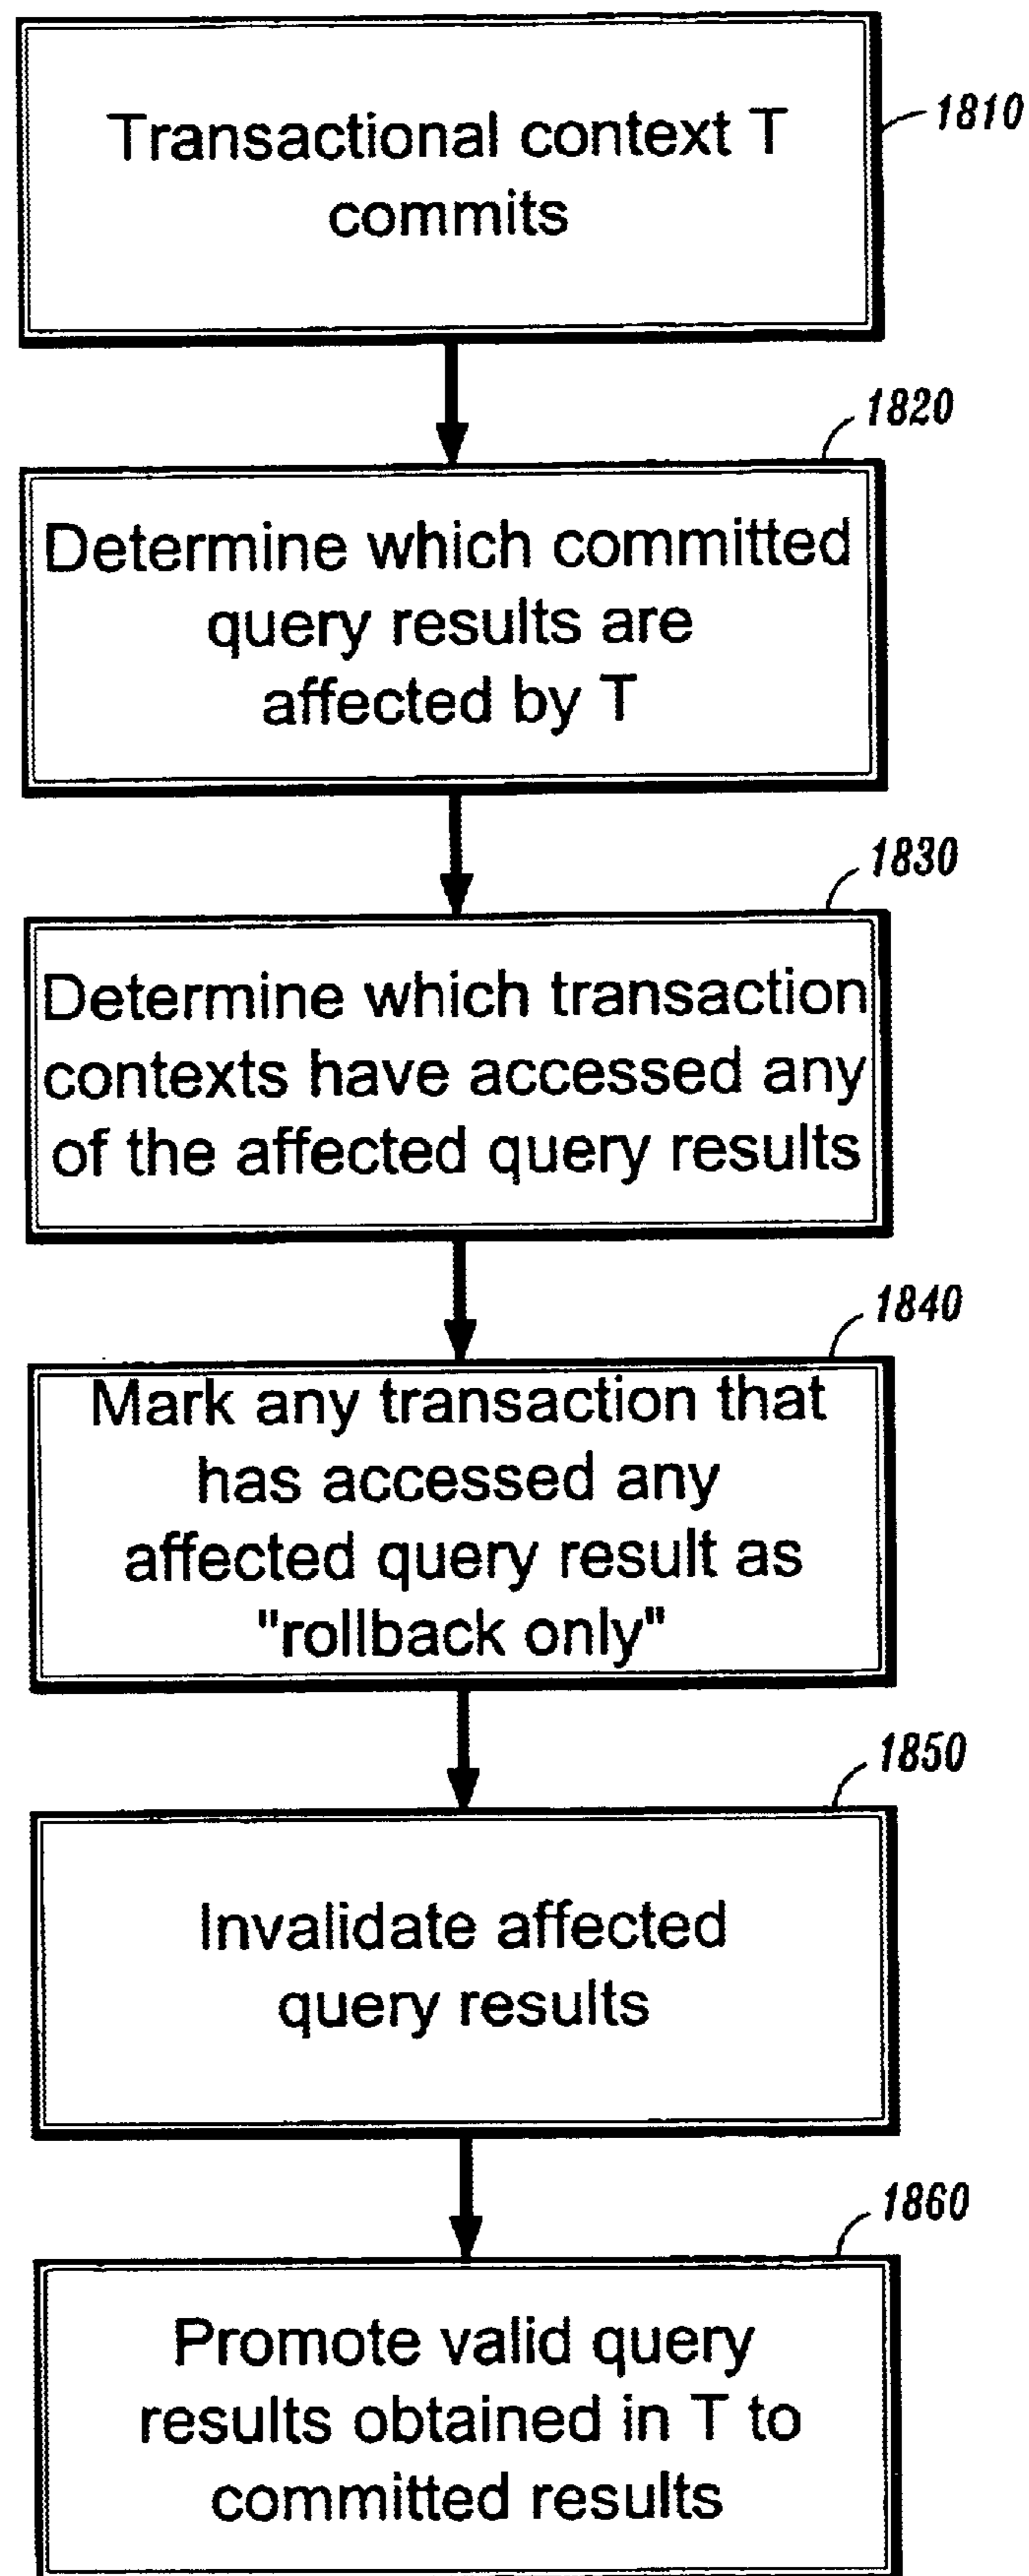 Transactional context T
commits
1810
1820
Determine which committed
query results are
affected by T
1830
Determine which transaction
contexts have accessed any
of the affected query results
1840
Mark any transaction that
has accessed any
affected query result as
"rollback only"
1850
Invalidate affected
query results
1860
Promote valid query
results obtained in T to
committed results